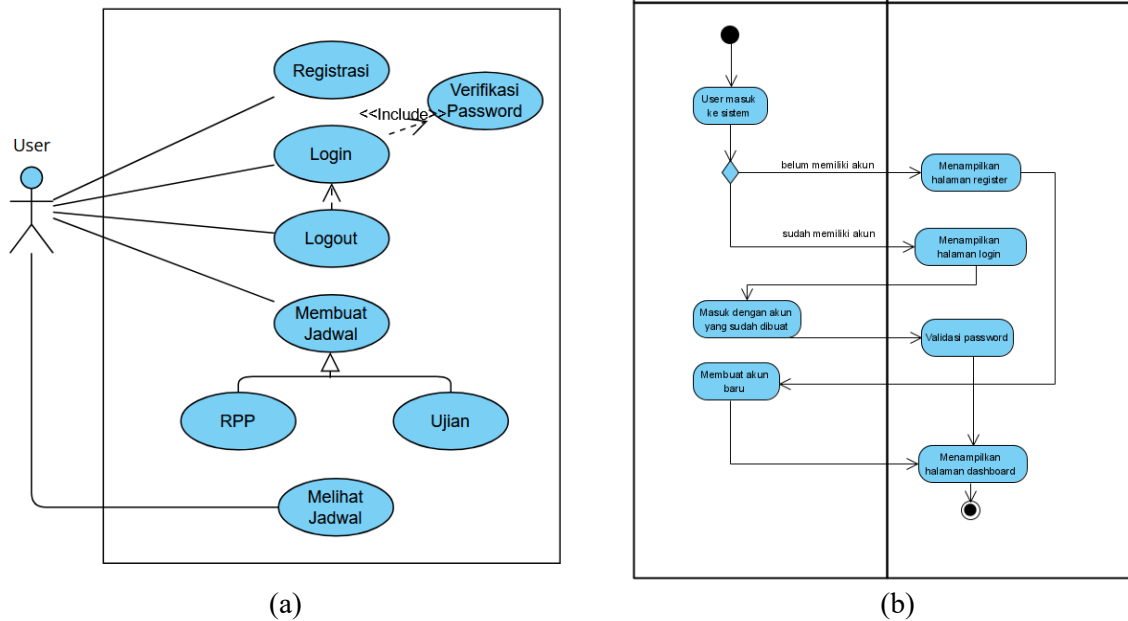 User
Registrasi
Verifikasi
Password
<<Include>>
Login
Logout
Membuat
Jadwal
RPP
Ujian
Melihat
Jadwal
(a)
User masuk
ke sistem
belum memiliki akun
Menampilkan
halaman register
sudah memiliki akun
Menampilkan
halaman login
Masuk dengan akun
yang sudah dibuat
Validasi password
Membuat akun
baru
Menampilkan
halaman dashboard
(b)